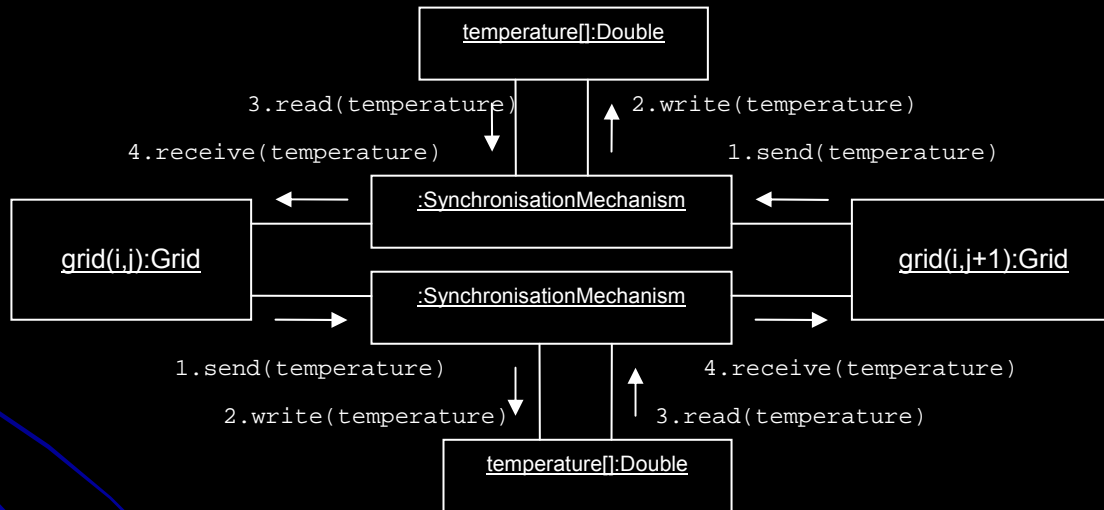 temperature[]:Double
3.read(temperature)
2.write(temperature)
4.receive(temperature)
1.send(temperature)
:SynchronisationMechanism
grid(i,j):Grid
grid(i,j+1):Grid
:SynchronisationMechanism
1.send(temperature)
4.receive(temperature)
2.write(temperature)
3.read(temperature)
temperature[]:Double